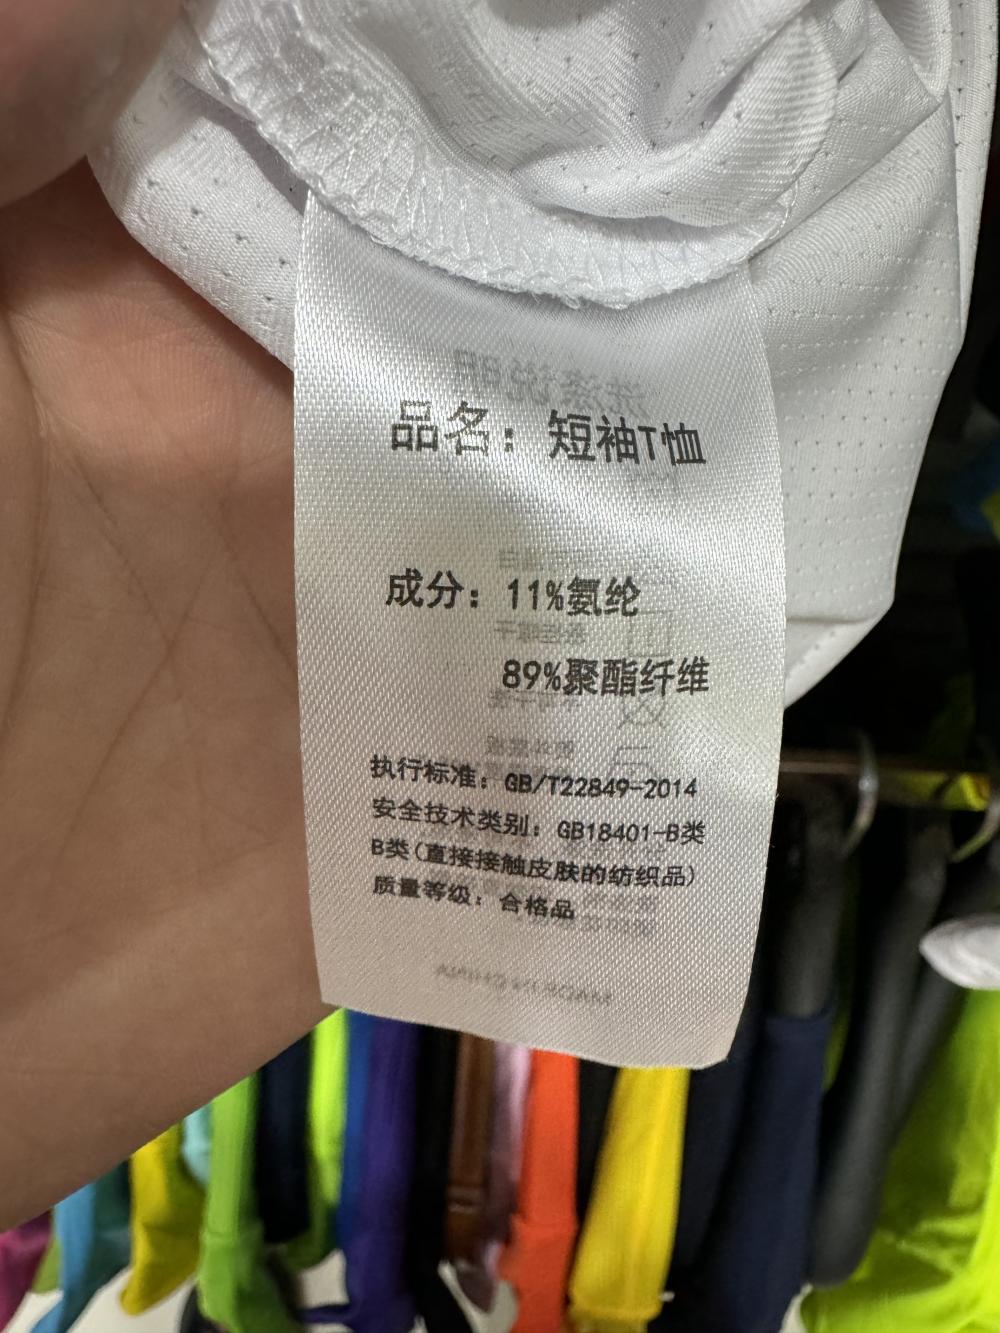 品名：短袖T恤
成分：11%氨纶
89%聚酯纤维
执行标准：GB/T22849-2014
安全技术类别：GB18401-B类
B类(直接接触皮肤的纺织品)
质量等级：合格品